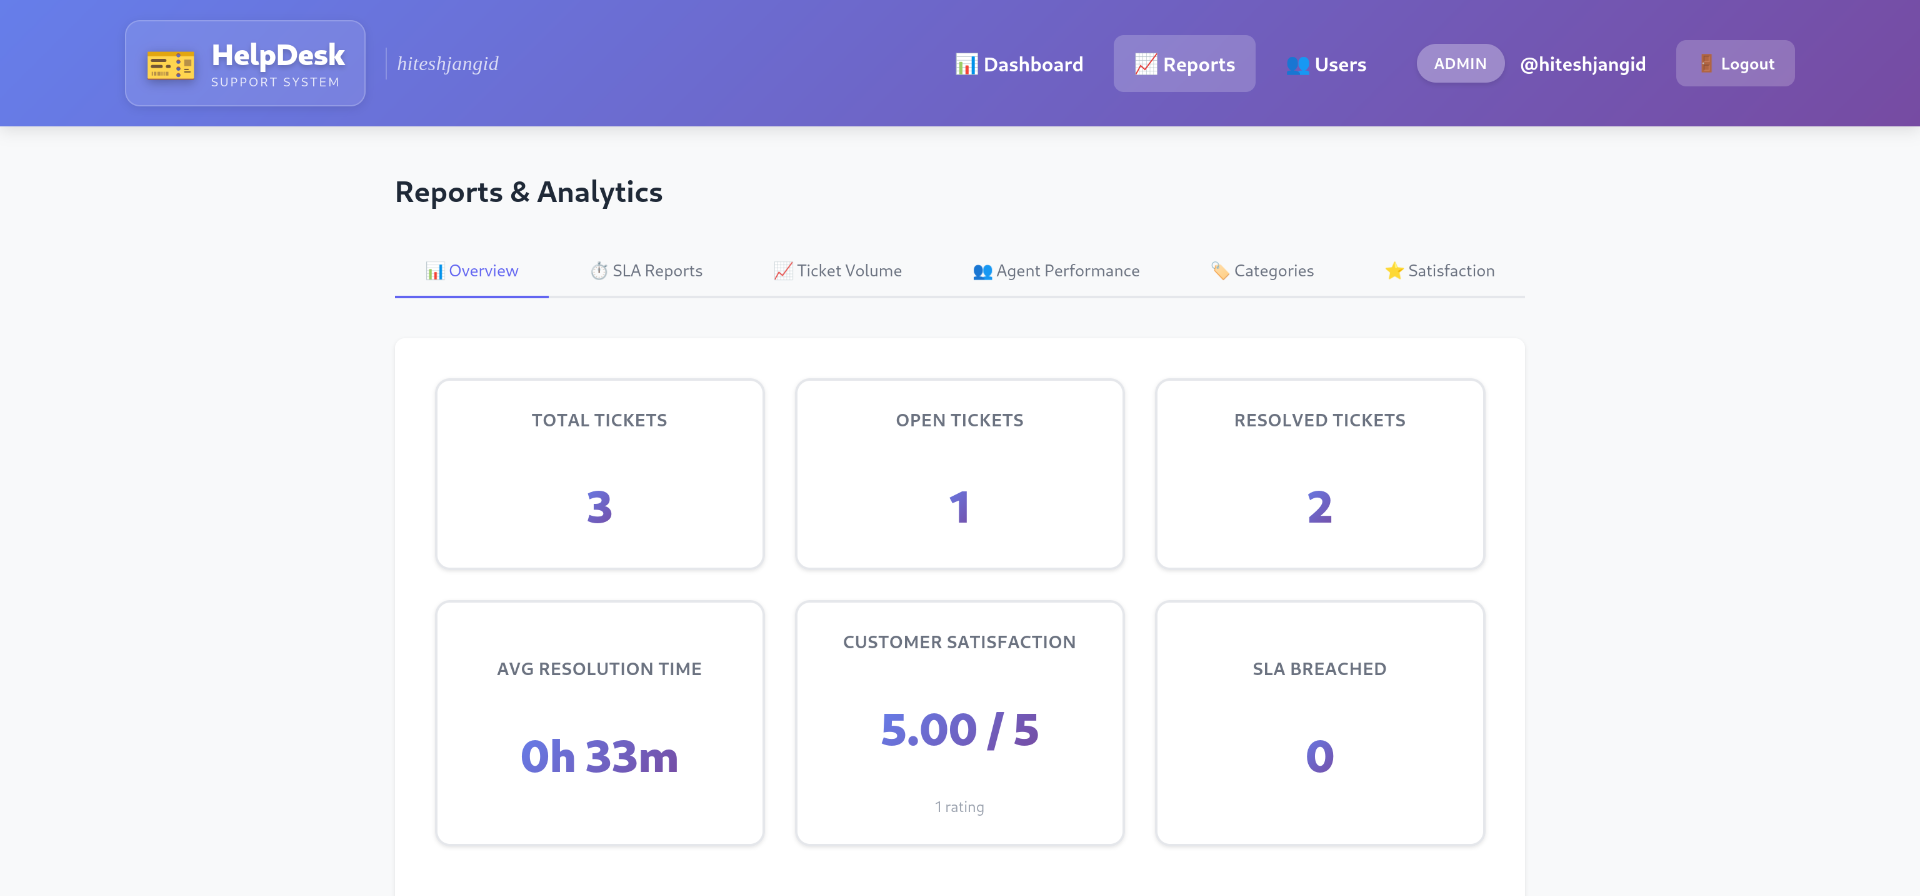 HelpDesk
SUPPORT SYSTEM
hiteshjangid
Dashboard
Reports
Users
ADMIN
@hiteshjangid
Logout
Reports & Analytics
Overview
SLA Reports
Ticket Volume
Agent Performance
Categories
Satisfaction
TOTAL TICKETS
3
OPEN TICKETS
1
RESOLVED TICKETS
2
AVG RESOLUTION TIME
0h 33m
CUSTOMER SATISFACTION
5.00 / 5
1 rating
SLA BREACHED
0